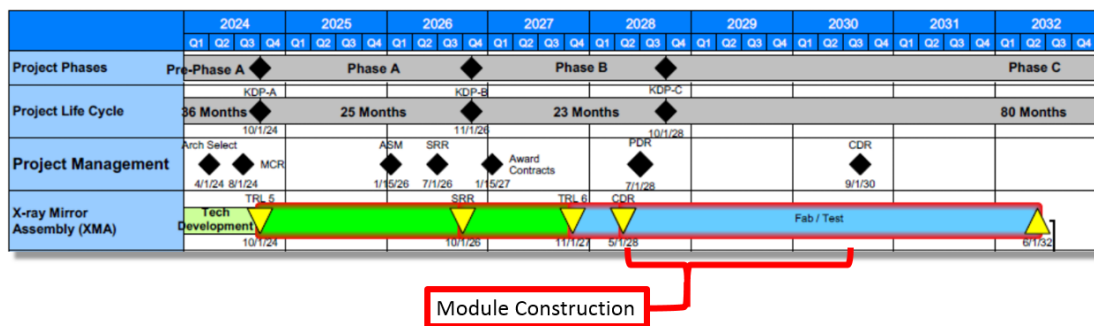 2024 2025 2026 2027 2028 2029 2030 2031 2032
Q1 Q2 Q3 Q4 Q1 Q2 Q3 Q4 Q1 Q2 Q3 Q4 Q1 Q2 Q3 Q4 Q1 Q2 Q3 Q4 Q1 Q2 Q3 Q4 Q1 Q2 Q3 Q4 Q1 Q2 Q3 Q4 Q1 Q2 Q3 Q4
Project Phases Pre-Phase A Phase A Phase B Phase C
KDP-A KDP-B KDP-C
Project Life Cycle 36 Months 25 Months 23 Months 80 Months
10/1/24 11/1/26 10/1/28
Arch Select ASM SRR PDR CDR
Project Management MCR Award
Contracts
4/1/24 8/1/24 1/15/26 7/1/26 1/15/27 7/1/28 9/1/30
TRL 5 SRR TRL 6 CDR
X-ray Mirror
Assembly (XMA)
Tech
Development
Fab / Test
10/1/24 10/1/26 11/1/27 5/1/28 6/1/32
Module Construction